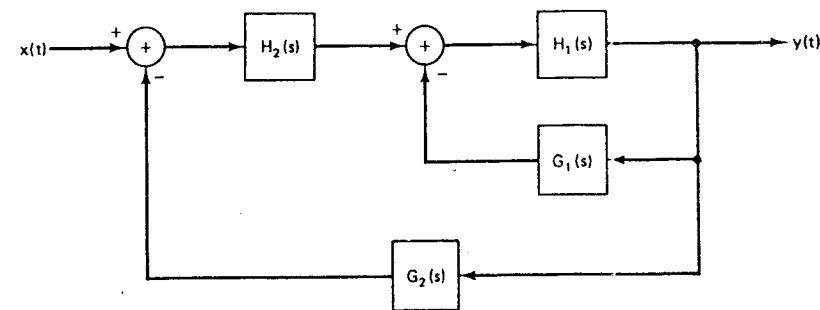 x(t)
+
+
−
H₂(s)
+
+
−
H₁(s)
y(t)
G₁(s)
G₂(s)